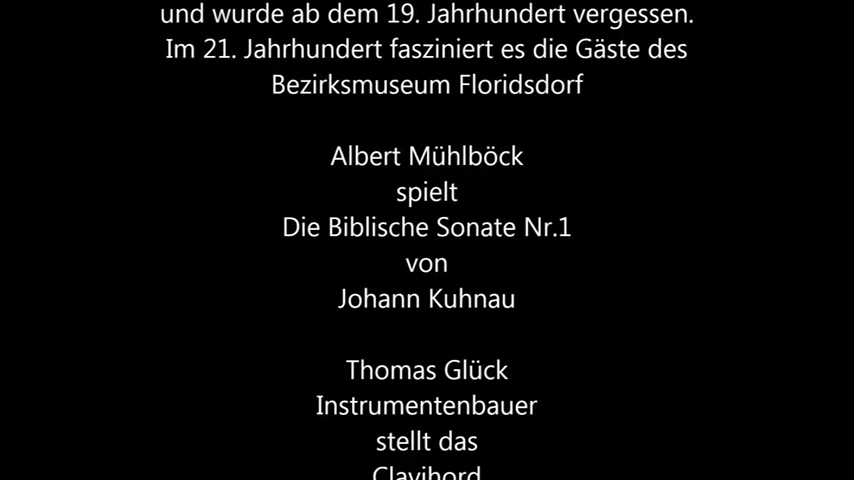 und wurde ab dem 19. Jahrhundert vergessen.
Im 21. Jahrhundert fasziniert es die Gäste des
Bezirksmuseum Floridsdorf
Albert Mühlböck
spielt
Die Biblische Sonate Nr.1
von
Johann Kuhnau
Thomas Glück
Instrumentenbauer
stellt das
Clavihord